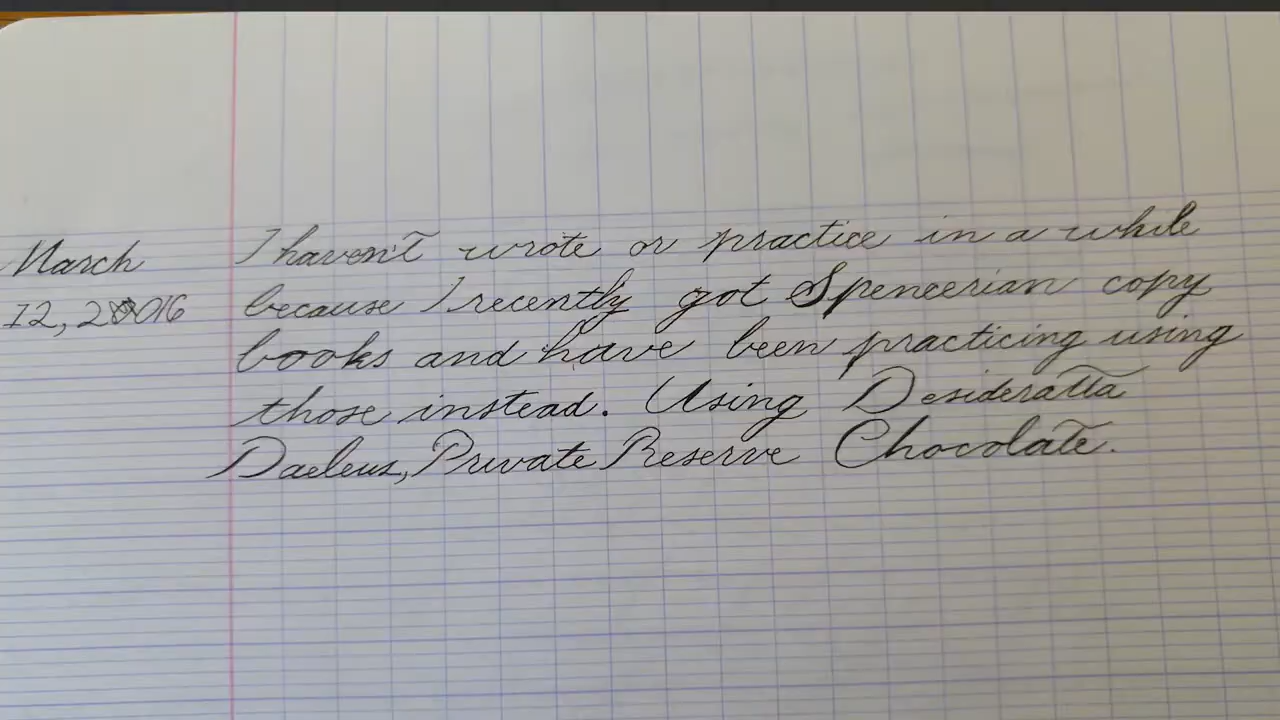 March
12, 2016
I haven't wrote or practice in a while
because I recently got Spencerian copy
books and have been practicing using
those instead. Using Desideratta
Daeleus, Private Reserve Chocolate.